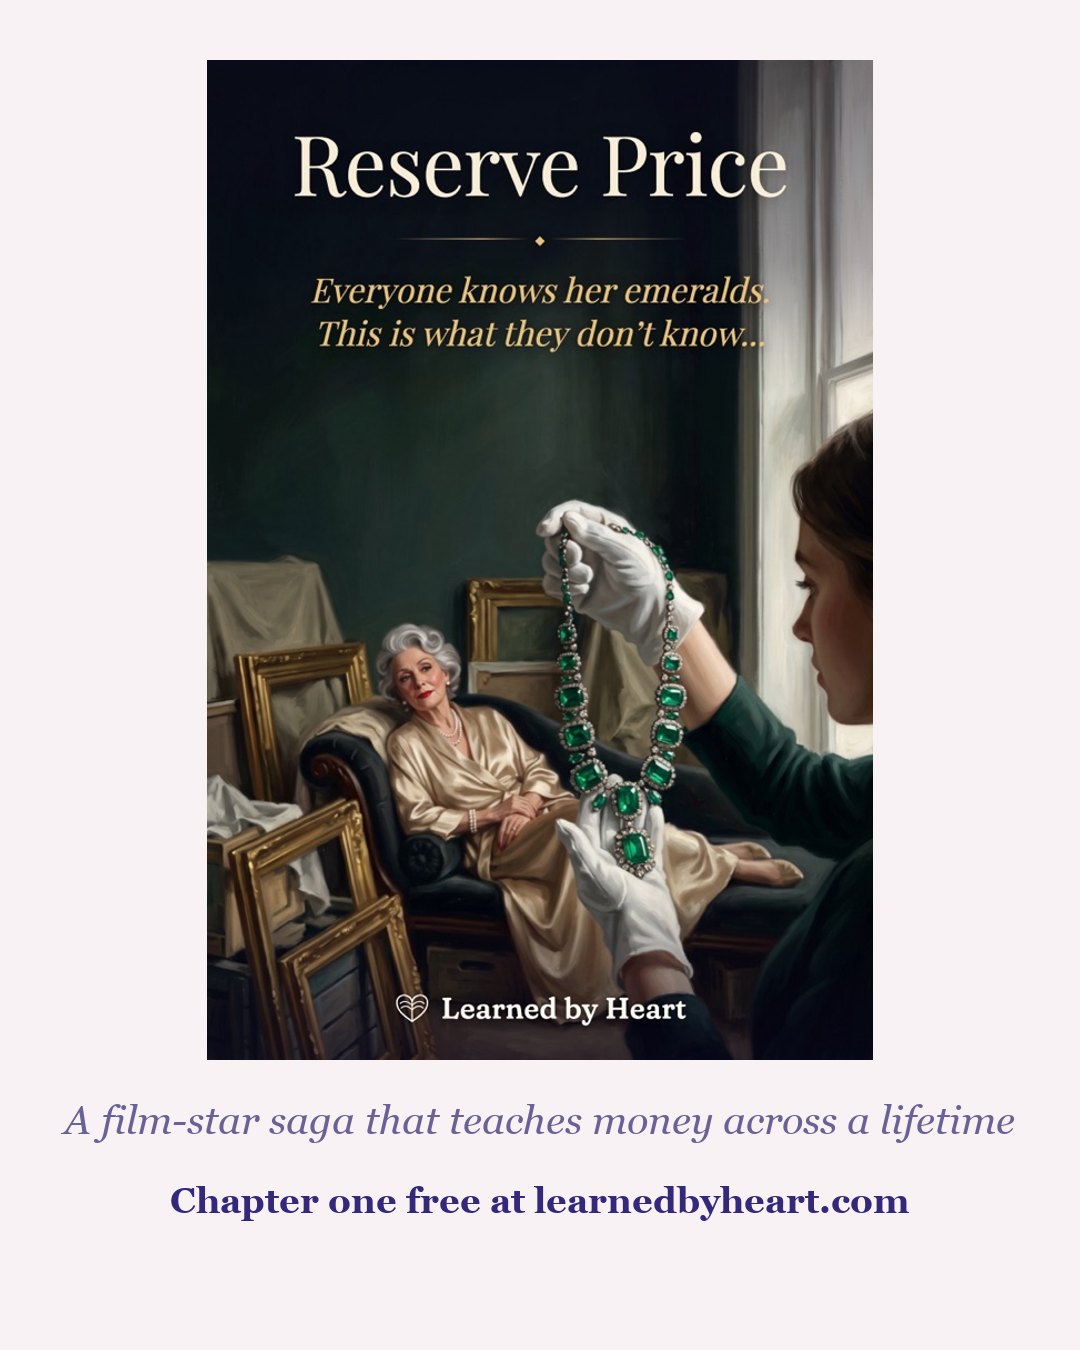 Reserve Price
Everyone knows her emeralds.
This is what they don’t know...
Learned by Heart
A film-star saga that teaches money across a lifetime
Chapter one free at learnedbyheart.com